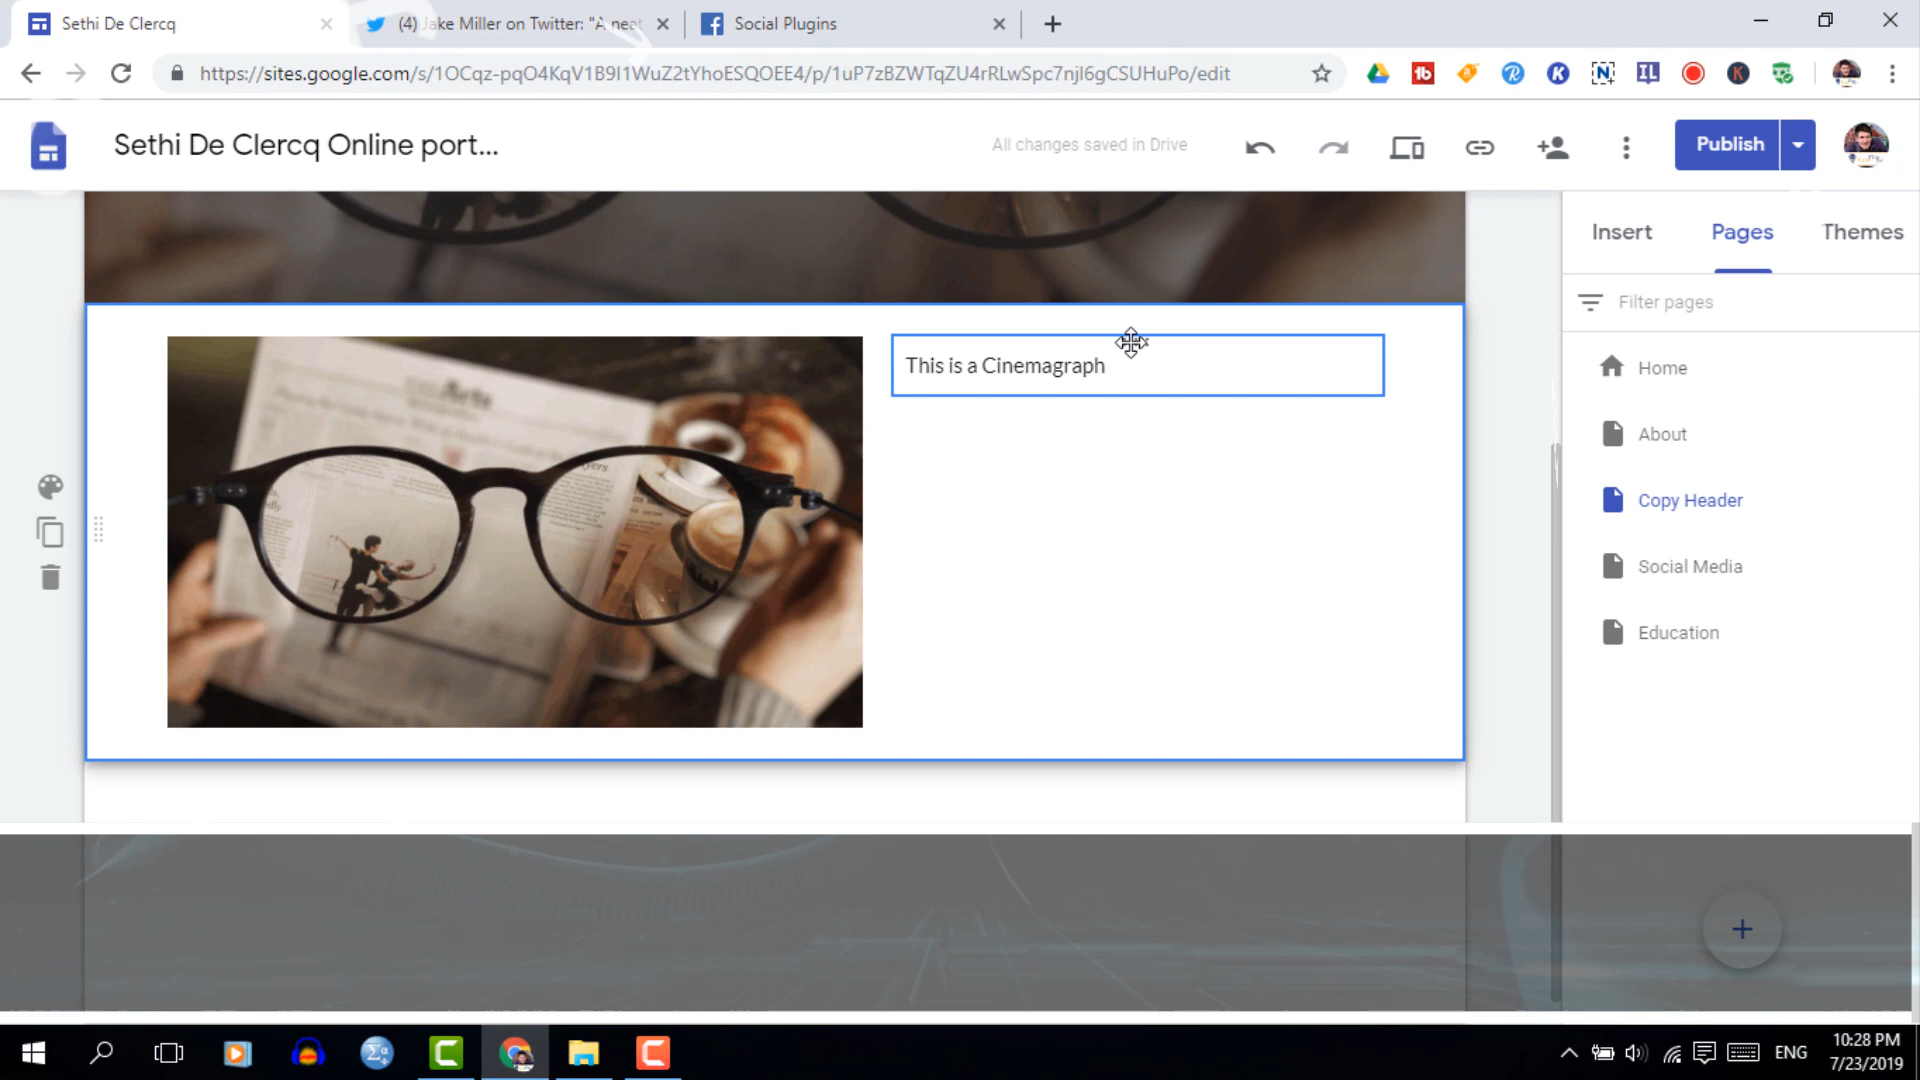 Sethi De Clercq
(4) Jake Miller on Twitter: "A neat
Social Plugins
https://sites.google.com/s/1OCqz-pqO4KqV1B9I1WuZ2tYhoESQOEE4/p/1uP7zBZWTqZU4rRLwSpc7njI6gCSUHuPo/edit
Sethi De Clercq Online port...
All changes saved in Drive
Publish
Insert
Pages
Themes
Filter pages
Home
About
Copy Header
Social Media
Education
Arts
This is a Cinemagraph
ENG
10:28 PM
7/23/2019